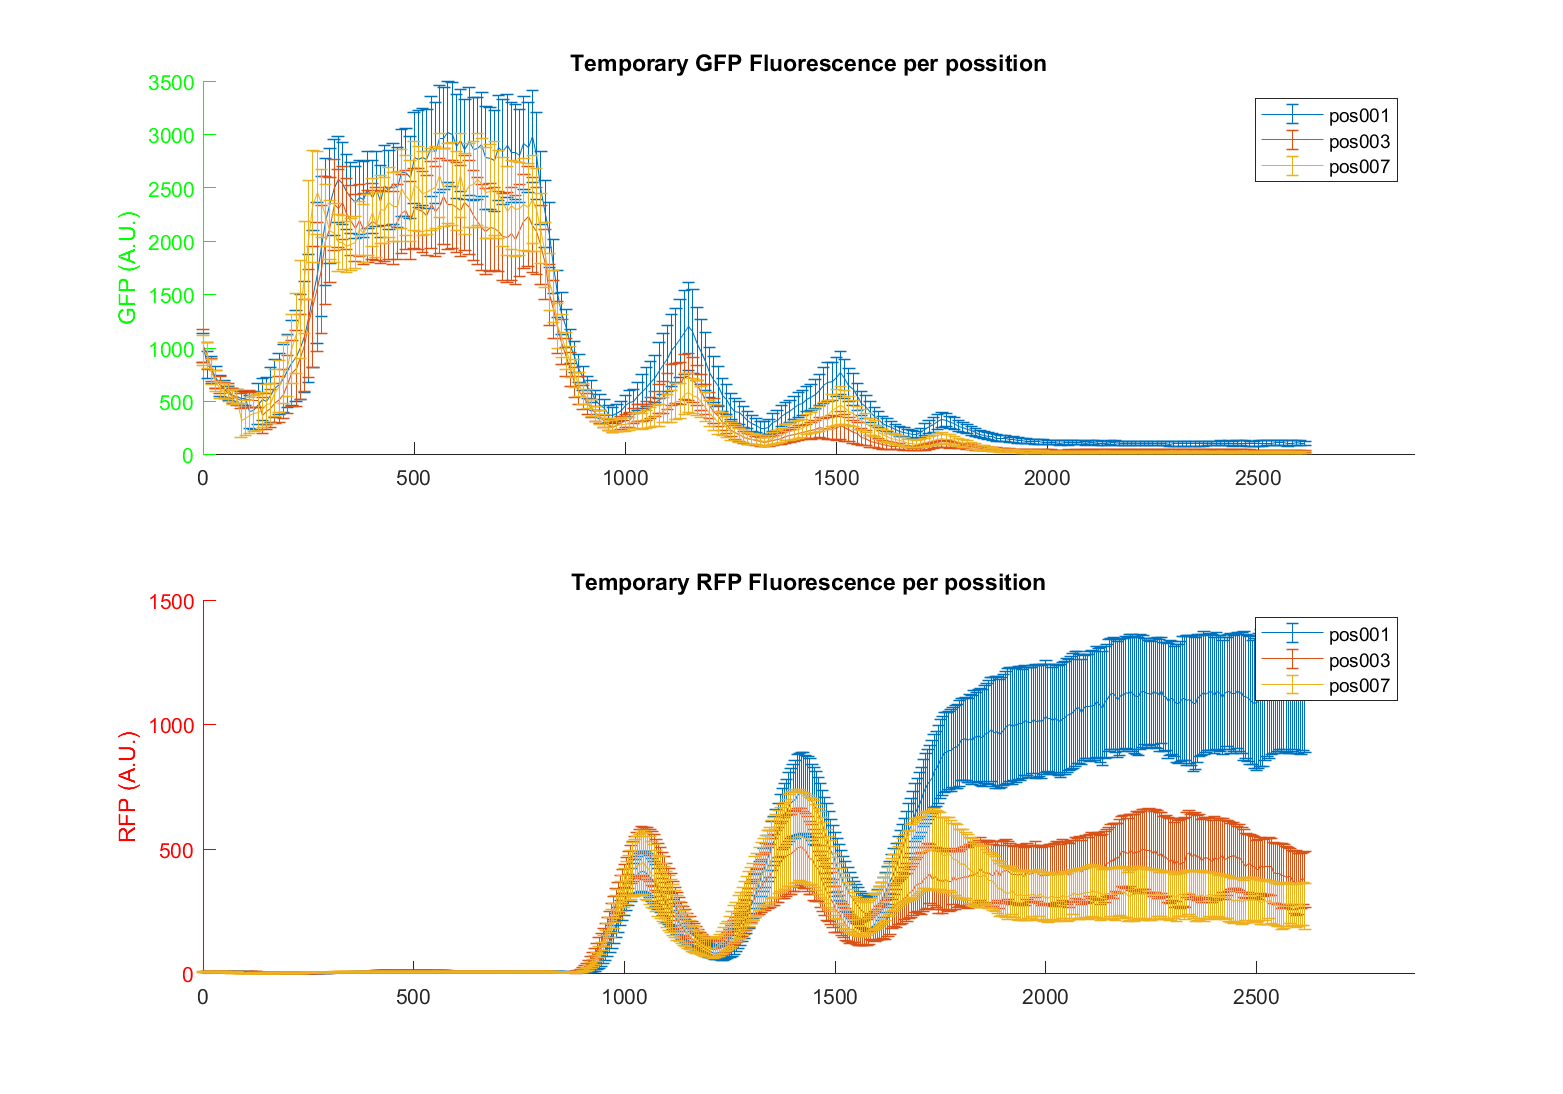 Temporary GFP Fluorescence per possition
3500
3000
2500
2000
1500
1000
500
0
GFP (A.U.)
pos001
pos003
pos007
0 500 1000 1500 2000 2500
Temporary RFP Fluorescence per possition
1500
1000
500
0
RFP (A.U.)
pos001
pos003
pos007
0 500 1000 1500 2000 2500